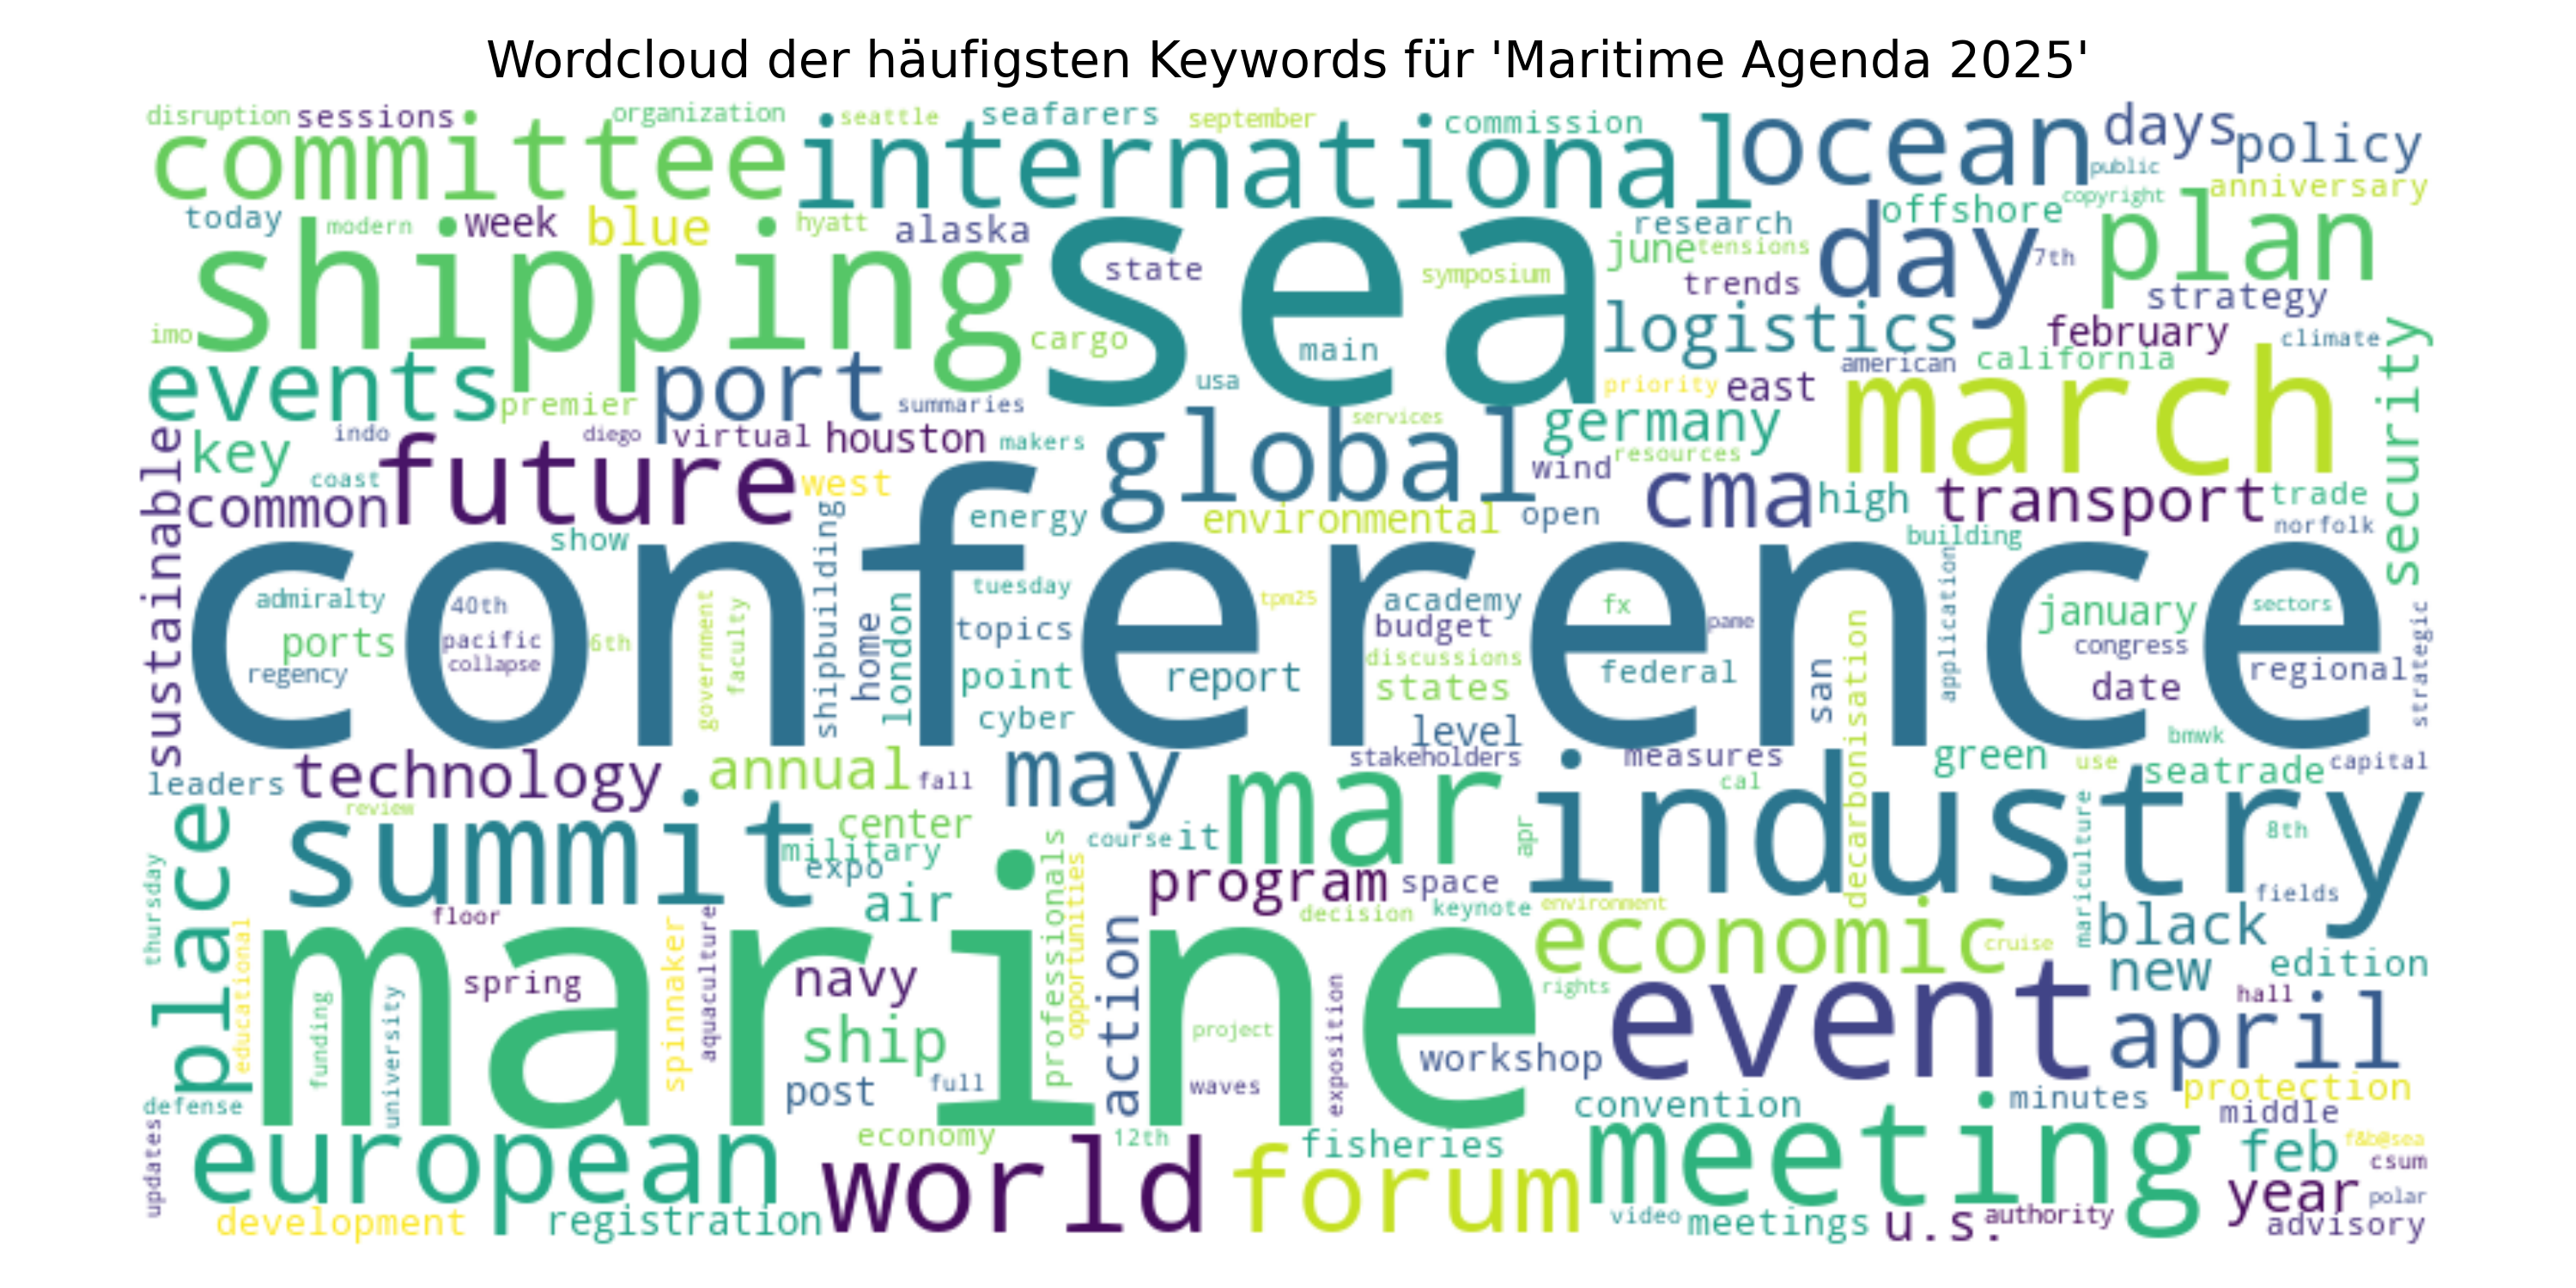 Wordcloud der häufigsten Keywords für 'Maritime Agenda 2025'
disruption sessions organization seattle seafarers september commission days policy
committee international ocean public
copyright anniversary
today modern week blue hyatt alaska research offshore
shipping sea state symposium june tensions day 7th plan
trends strategy
imo cargo main logistics february climate
american california
events premier port summaries usa priority east march security
services germany
key indo diego virtual houston makers global wind resources
coast future west cma high transport trade
sustainable common energy environmental open norfolk
show building
conference
admiralty 40th tuesday tpm25 academy fx application january sectors
ports pacific 6th government faculty shipbuilding home london topics budget pame congress
collapse discussions
regency point report states federal san decarbonisation date regional strategic
cyber level bmwk
leaders technology annual fall may stakeholders measures green use seatrade capital
review cal
summit center mar industry 8th
military expo course it apr mariculture
place thursday air program space fields
floor decision keynote environment black
marine economic cruise
educational spring spinnaker aquaculture navy professionals opportunities action rights new edition
funding university ship project exposition event hall april
defense post full waves workshop protection
convention minutes middle
updates european economy 12th fisheries meeting feb f&b@sea
csum
world forum year polar
development registration video meetings u.s. authority advisory